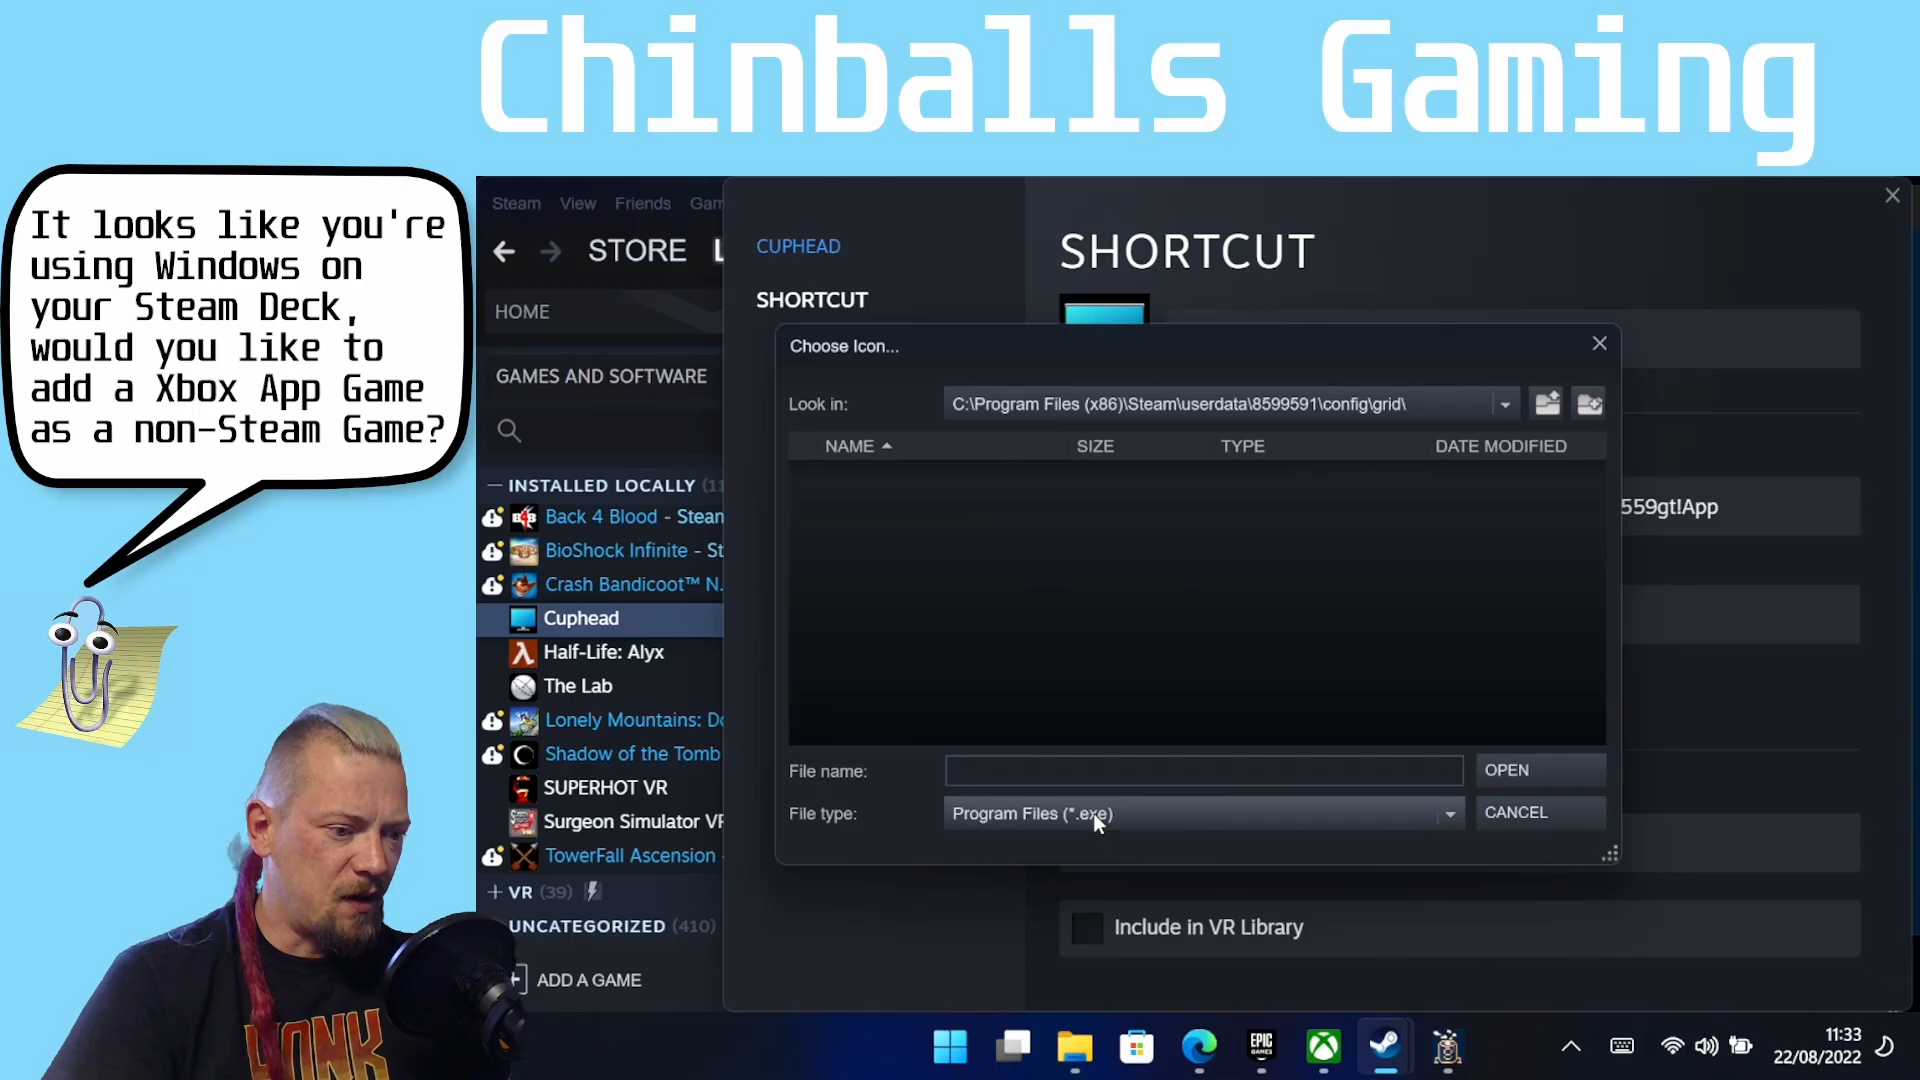 Chinballs Gaming
It looks like you're
using Windows on
your Steam Deck,
would you like to
add a Xbox App Game
as a non-Steam Game?
Steam View Friends Gam
STORE L
HOME
GAMES AND SOFTWARE
INSTALLED LOCALLY (11
Back 4 Blood - Steam
BioShock Infinite - St
Crash Bandicoot™ N.
Cuphead
Half-Life: Alyx
The Lab
Lonely Mountains: Do
Shadow of the Tomb
SUPERHOT VR
Surgeon Simulator VR
TowerFall Ascension -
VR (39)
UNCATEGORIZED (410)
ADD A GAME
CUPHEAD
SHORTCUT
SHORTCUT
Choose Icon...
Look in: C:\Program Files (x86)\Steam\userdata\8599591\config\grid\
NAME SIZE TYPE DATE MODIFIED
559gt!App
File name: OPEN
File type: Program Files (*.exe) CANCEL
Include in VR Library
EPIC
GAMES
11:33
22/08/2022